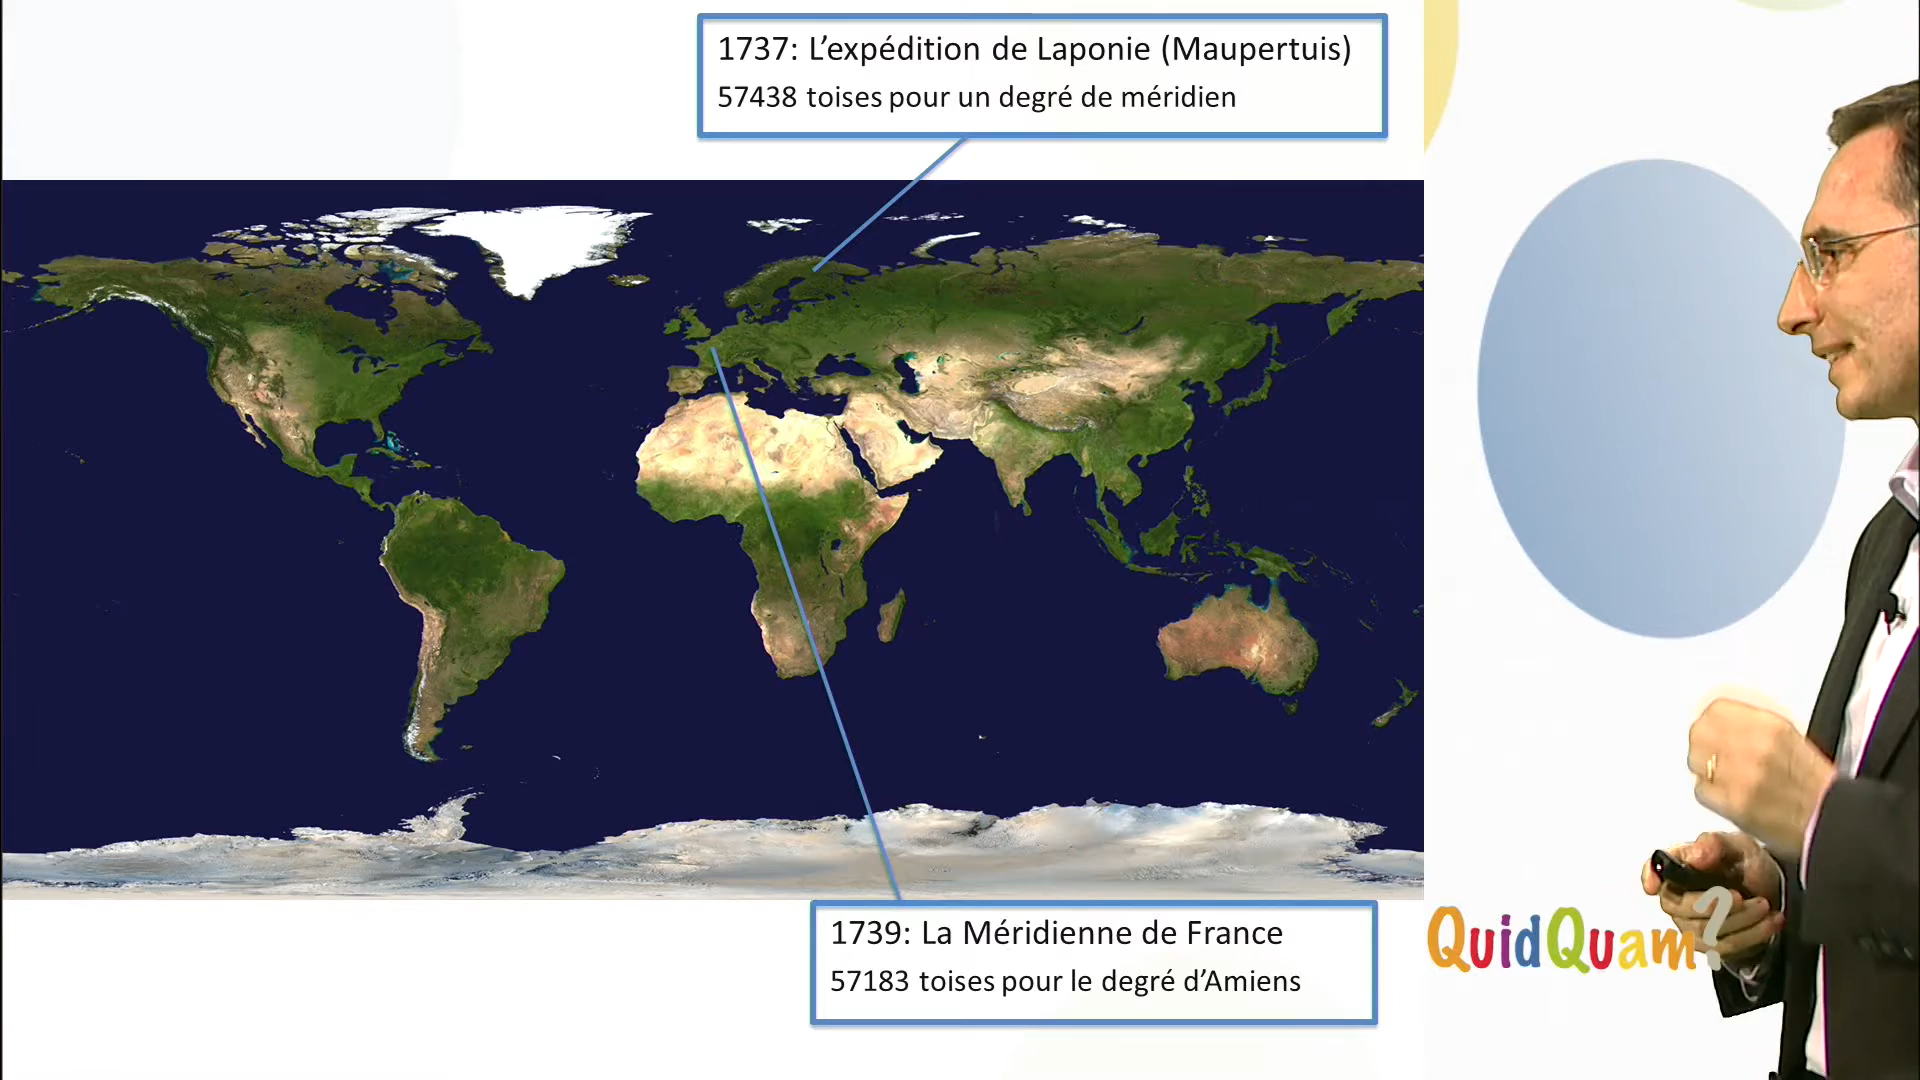 1737: L’expédition de Laponie (Maupertuis)
57438 toises pour un degré de méridien
1739: La Méridienne de France
57183 toises pour le degré d’Amiens
QuidQuam?